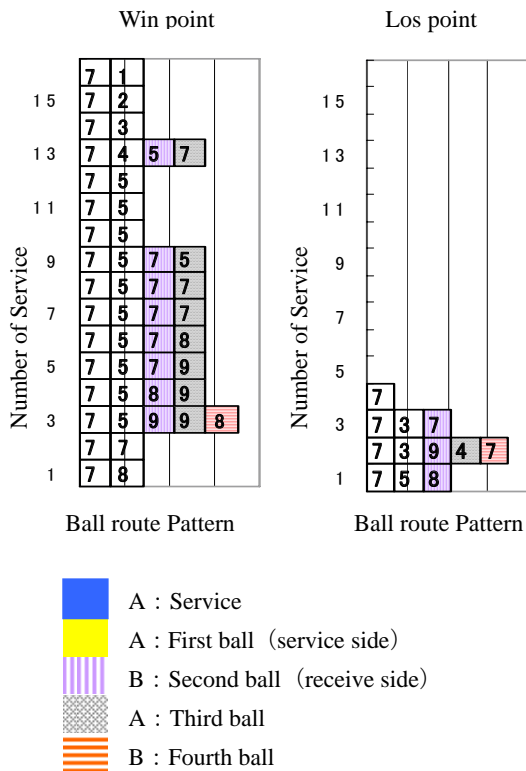 Win point
Los point
7 1
15 7 2
7 3
13 7 4 5 7
7 5
11 7 5
7 5
9 7 5 7 5
7 5 7 7
7 7 5 7 7
7 5 7 8
5 7 5 7 9
7 5 8 9
3 7 5 9 9 8
7 7
1 7 8
Number of Service
Ball route Pattern
15
13
11
9
7
5
7
3 7 3 7
7 3 9 4 7
1 7 5 8
Number of Service
Ball route Pattern
A：Service
A：First ball（service side）
B：Second ball（receive side）
A：Third ball
B：Fourth ball